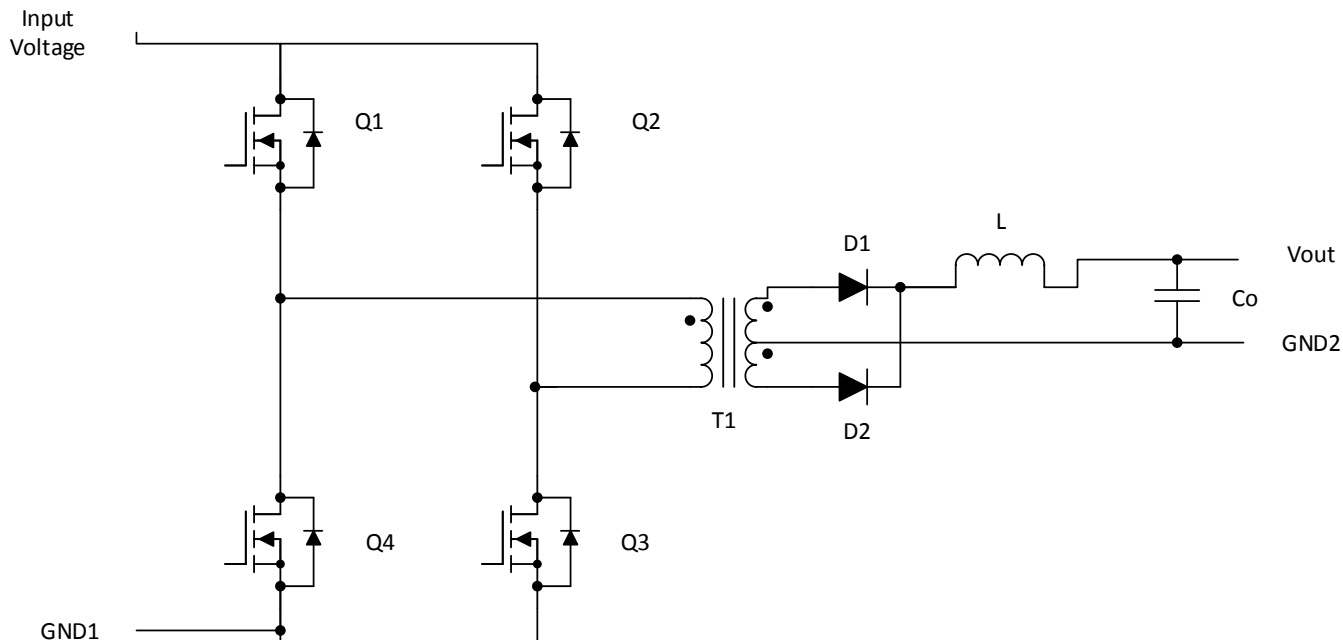 Input
Voltage
Q1
Q2
L
D1
Vout
Co
GND2
T1
D2
Q4
Q3
GND1